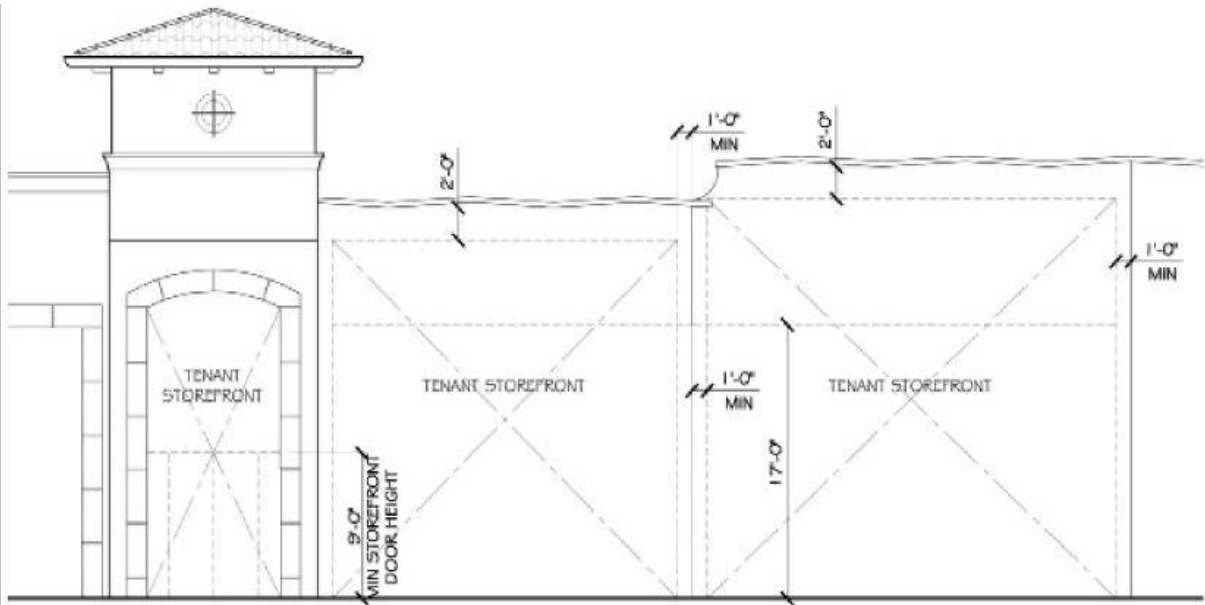 1'-0"
MIN
2'-0"
2'-0"
1'-0"
MIN
TENANT
STOREFRONT
TENANT STOREFRONT
1'-0"
MIN
TENANT STOREFRONT
17'-0"
9'-0"
MIN STOREFRONT
DOOR HEIGHT